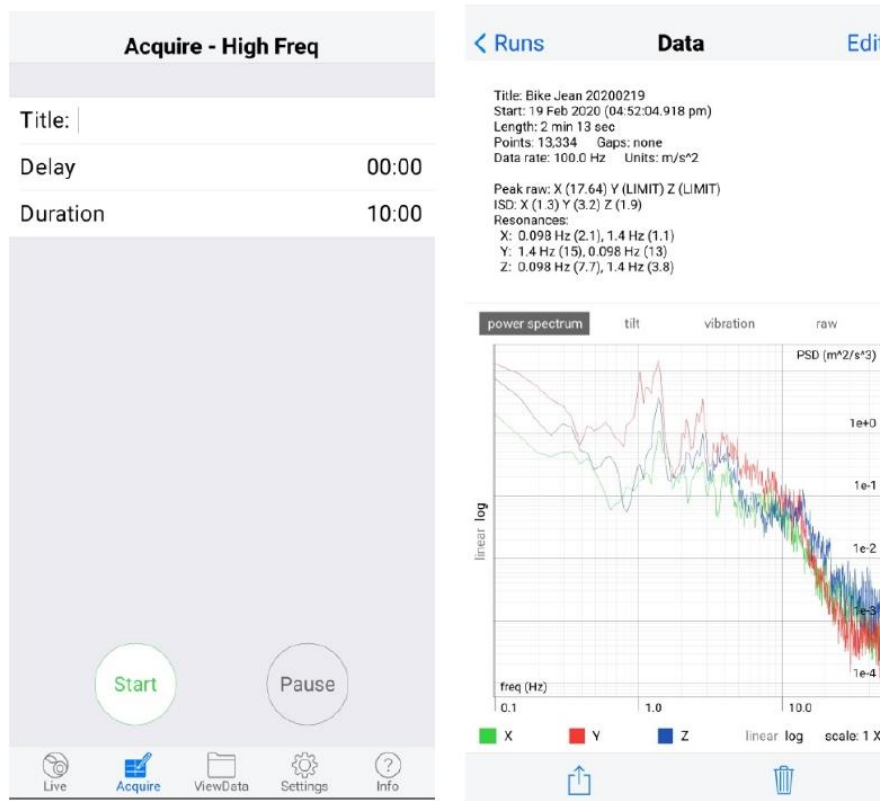 Acquire - High Freq
Title:
Delay 00:00
Duration 10:00
Start Pause
Live Acquire ViewData Settings Info
Runs Data Edit
Title: Bike Jean 20200219
Start: 19 Feb 2020 (04:52:04.918 pm)
Length: 2 min 13 sec
Points: 13,334 Gaps: none
Data rate: 100.0 Hz Units: m/s^2
Peak raw: X (17.64) Y (LIMIT) Z (LIMIT)
ISD: X (1.3) Y (3.2) Z (1.9)
Resonances:
X: 0.098 Hz (2.1), 1.4 Hz (1.1)
Y: 1.4 Hz (15), 0.098 Hz (13)
Z: 0.098 Hz (7.7), 1.4 Hz (3.8)
power spectrum tilt vibration raw
PSD (m^2/s^3)
1e+0
1e-1
linear log
1e-2
1e-3
1e-4
freq (Hz)
0.1 1.0 10.0
X Y Z linear log scale: 1 X